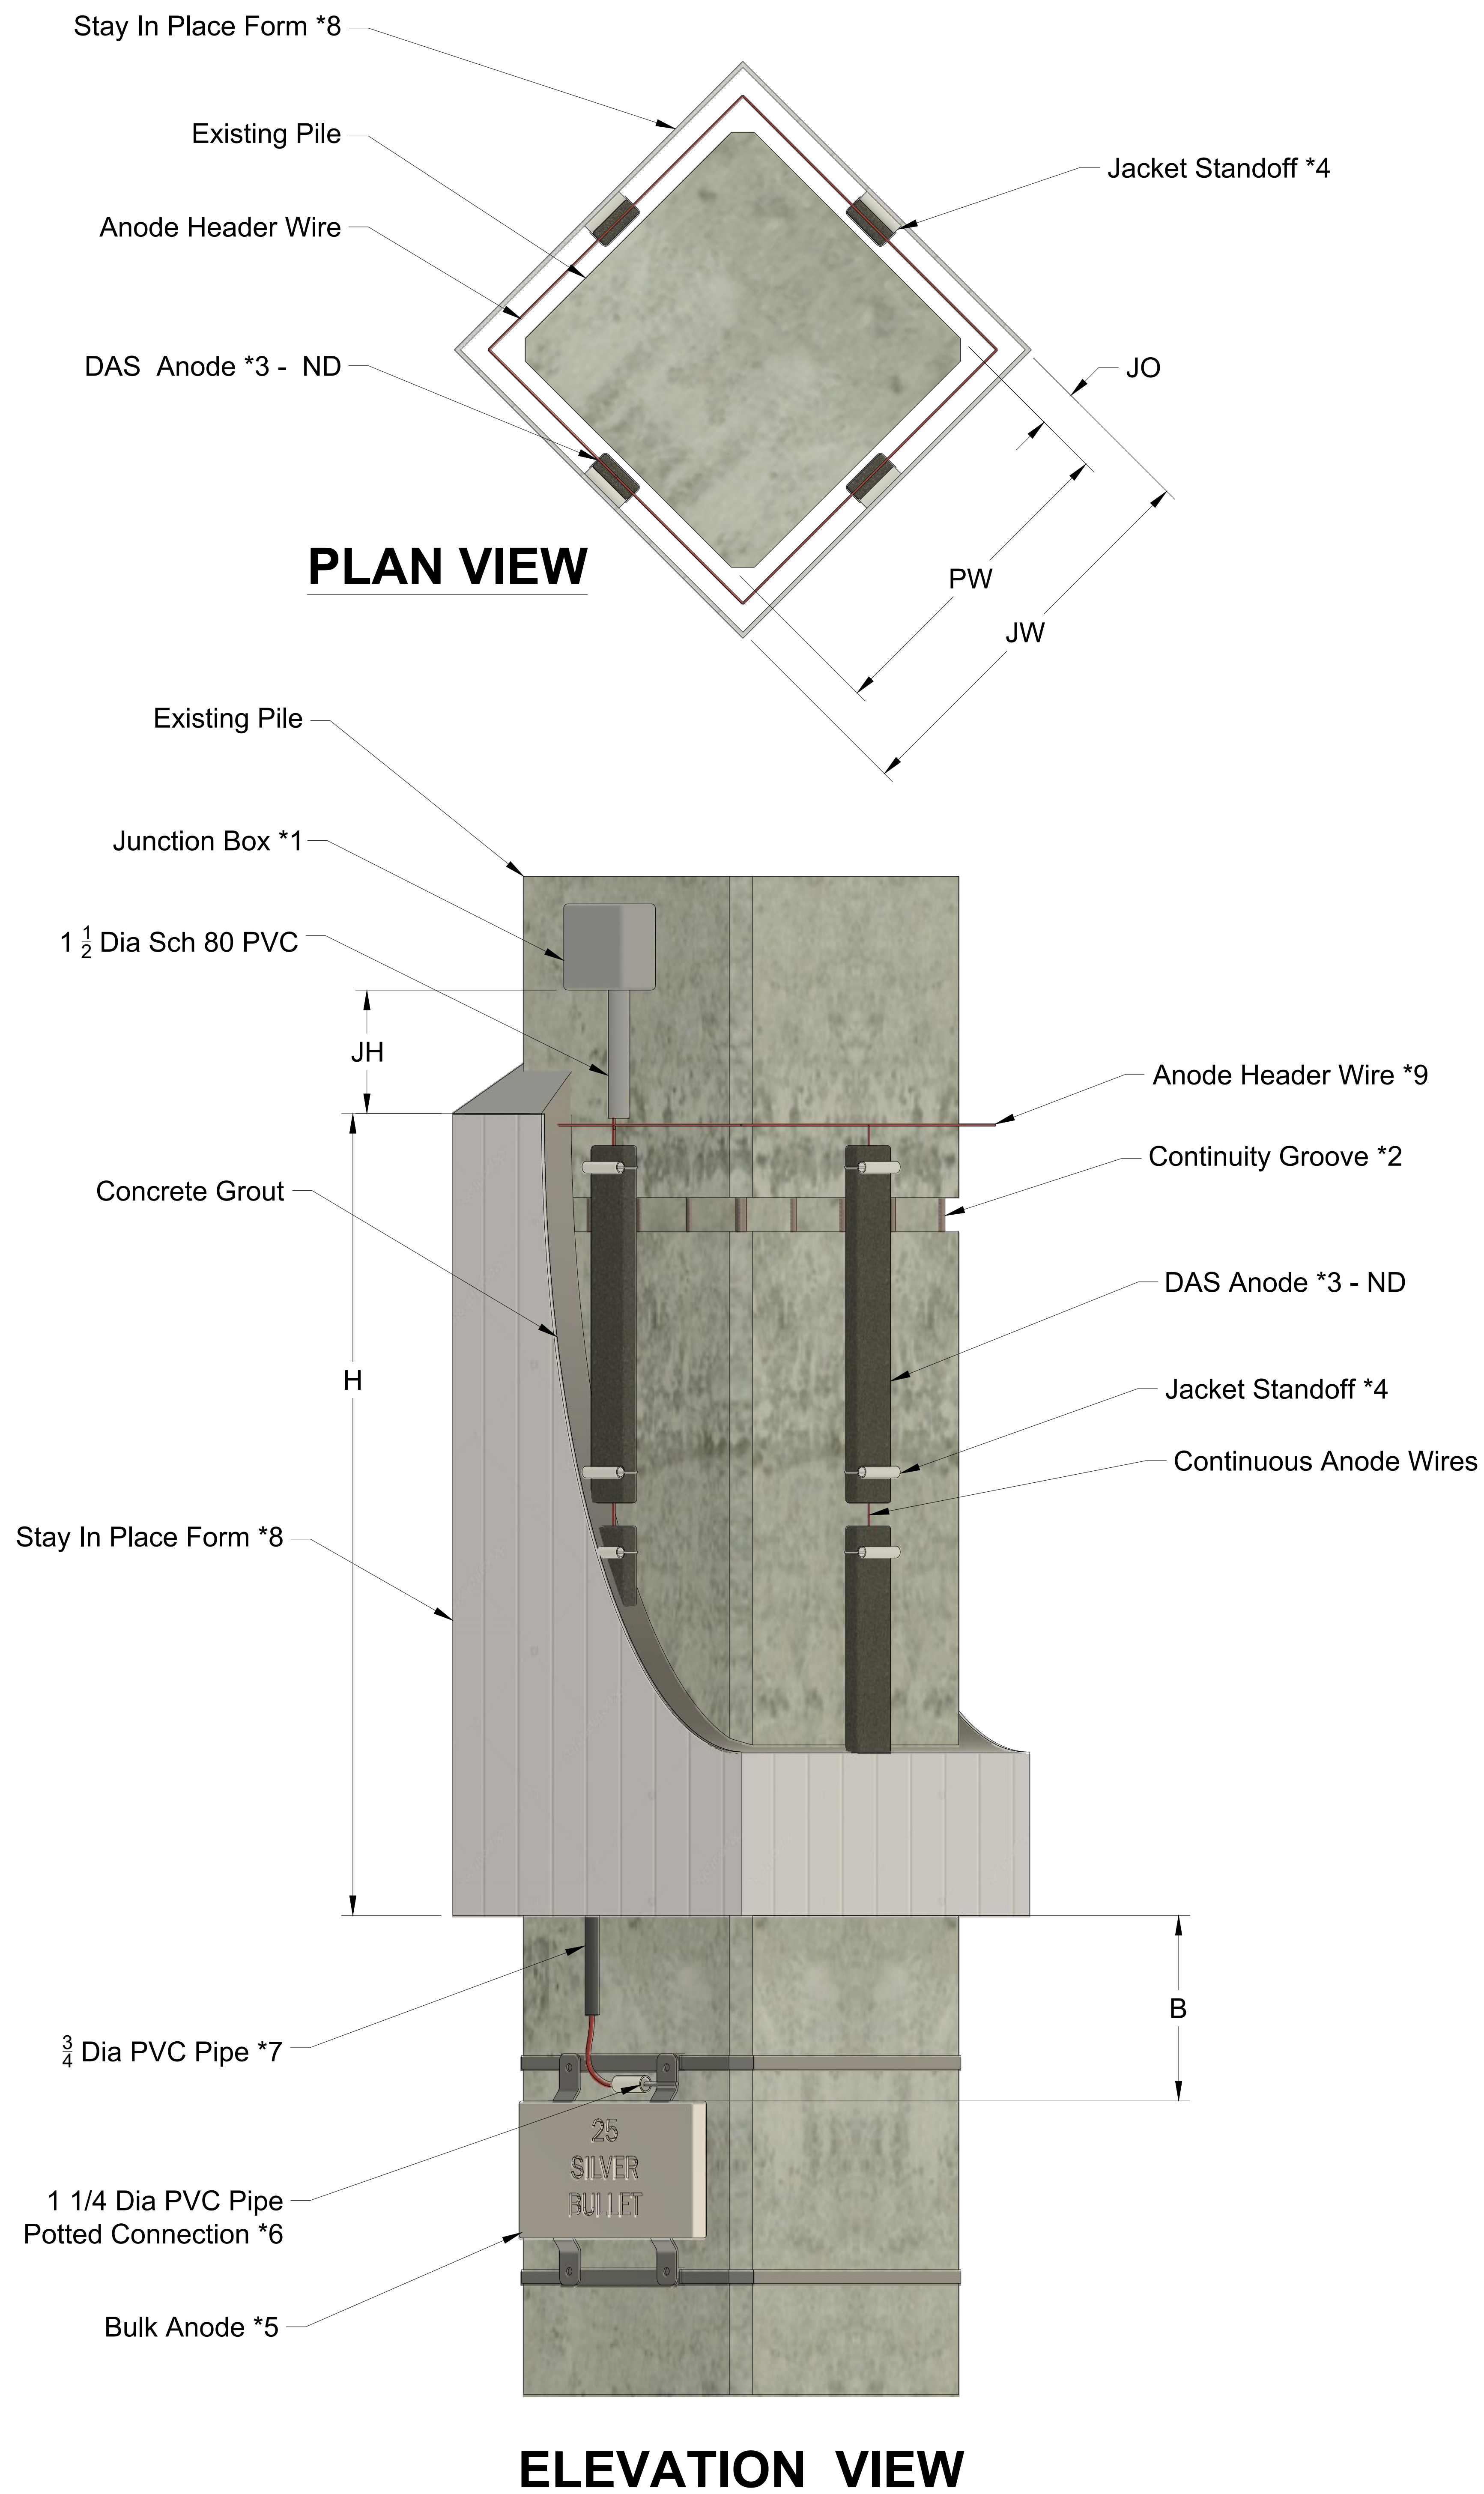 Stay In Place Form *8
Existing Pile
Jacket Standoff *4
Anode Header Wire
DAS Anode *3 - ND
JO
PLAN VIEW
PW
JW
Existing Pile
Junction Box *1
1 1/2 Dia Sch 80 PVC
JH
Anode Header Wire *9
Continuity Groove *2
Concrete Grout
DAS Anode *3 - ND
H
Jacket Standoff *4
Continuous Anode Wires
Stay In Place Form *8
B
3/4 Dia PVC Pipe *7
25
SILVER
BULLET
1 1/4 Dia PVC Pipe
Potted Connection *6
Bulk Anode *5
ELEVATION VIEW